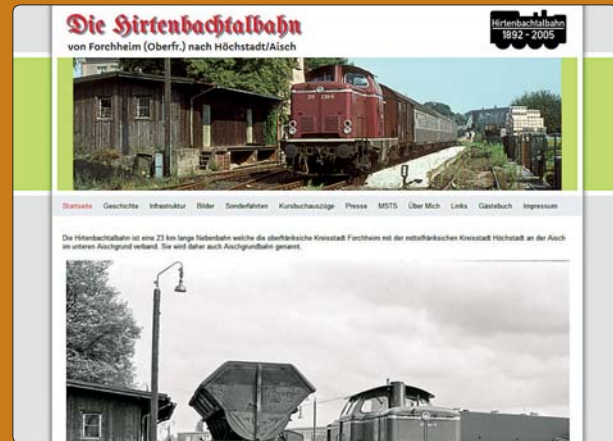 Die Hirtenbachtalbahn
von Forchheim (Oberfr.) nach Höchstadt/Aisch
Hirtenbachtalbahn
1892 - 2005
Startseite Geschichte Infrastruktur Bilder Sonderfahrten Kursbuchauszüge Presse MSTS Über Mich Links Gästebuch Impressum
Die Hirtenbachtalbahn ist eine 23 km lange Nebenbahn welche die oberfränkische Kreisstadt Forchheim mit der mittelfränkischen Kreisstadt Höchstadt an der Aisch
im unteren Aischgrund verband. Sie wird daher auch Aischgrundbahn genannt.